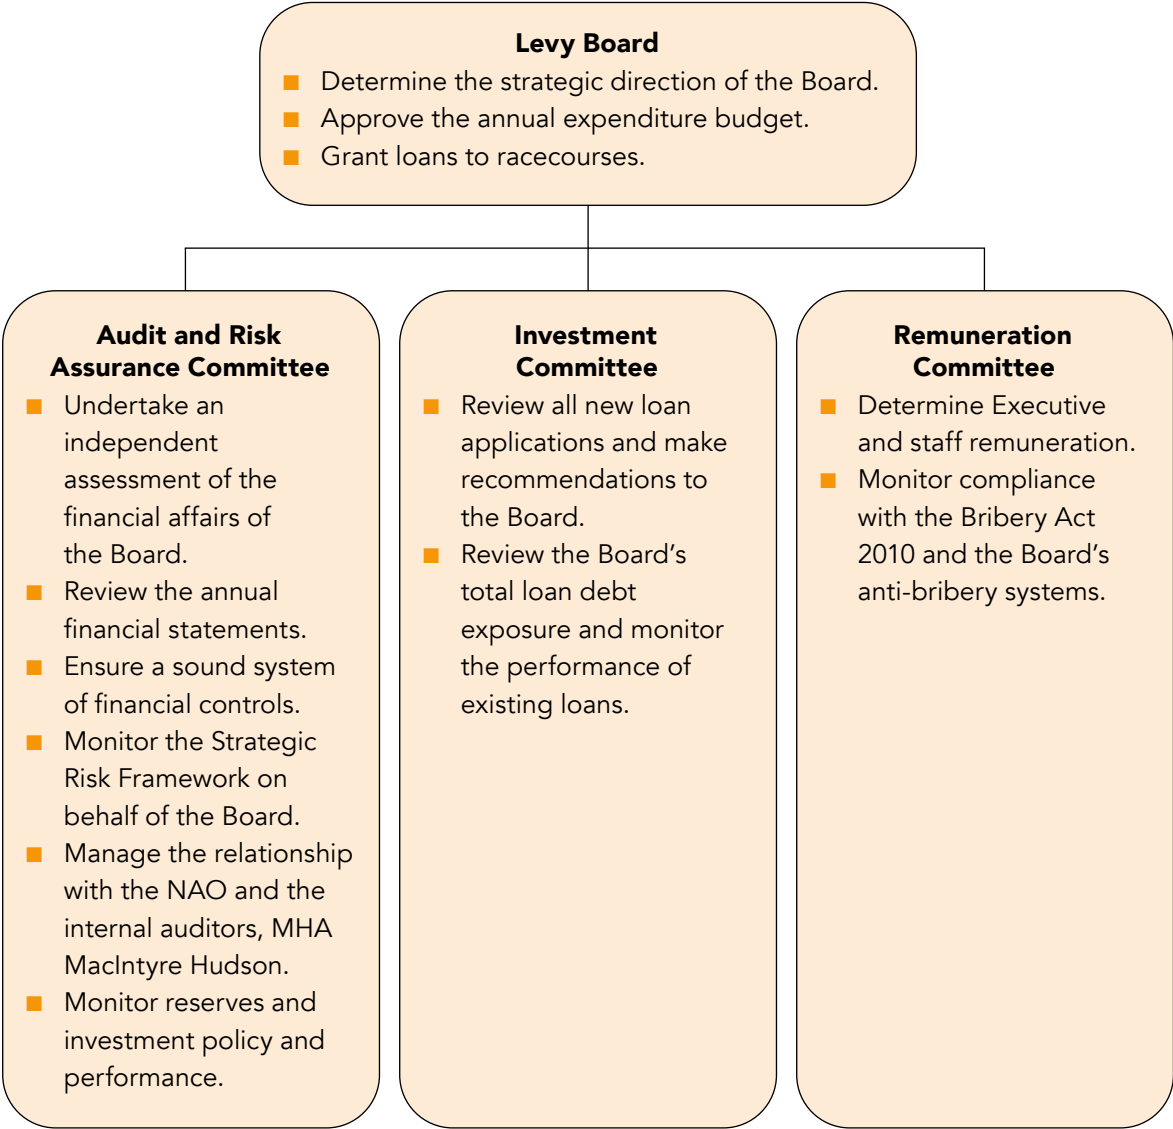 Levy Board
■ Determine the strategic direction of the Board.
■ Approve the annual expenditure budget.
■ Grant loans to racecourses.
Audit and Risk
Assurance Committee
■ Undertake an
independent
assessment of the
financial affairs of
the Board.
■ Review the annual
financial statements.
■ Ensure a sound system
of financial controls.
■ Monitor the Strategic
Risk Framework on
behalf of the Board.
■ Manage the relationship
with the NAO and the
internal auditors, MHA
MacIntyre Hudson.
■ Monitor reserves and
investment policy and
performance.
Investment
Committee
■ Review all new loan
applications and make
recommendations to
the Board.
■ Review the Board’s
total loan debt
exposure and monitor
the performance of
existing loans.
Remuneration
Committee
■ Determine Executive
and staff remuneration.
■ Monitor compliance
with the Bribery Act
2010 and the Board’s
anti-bribery systems.